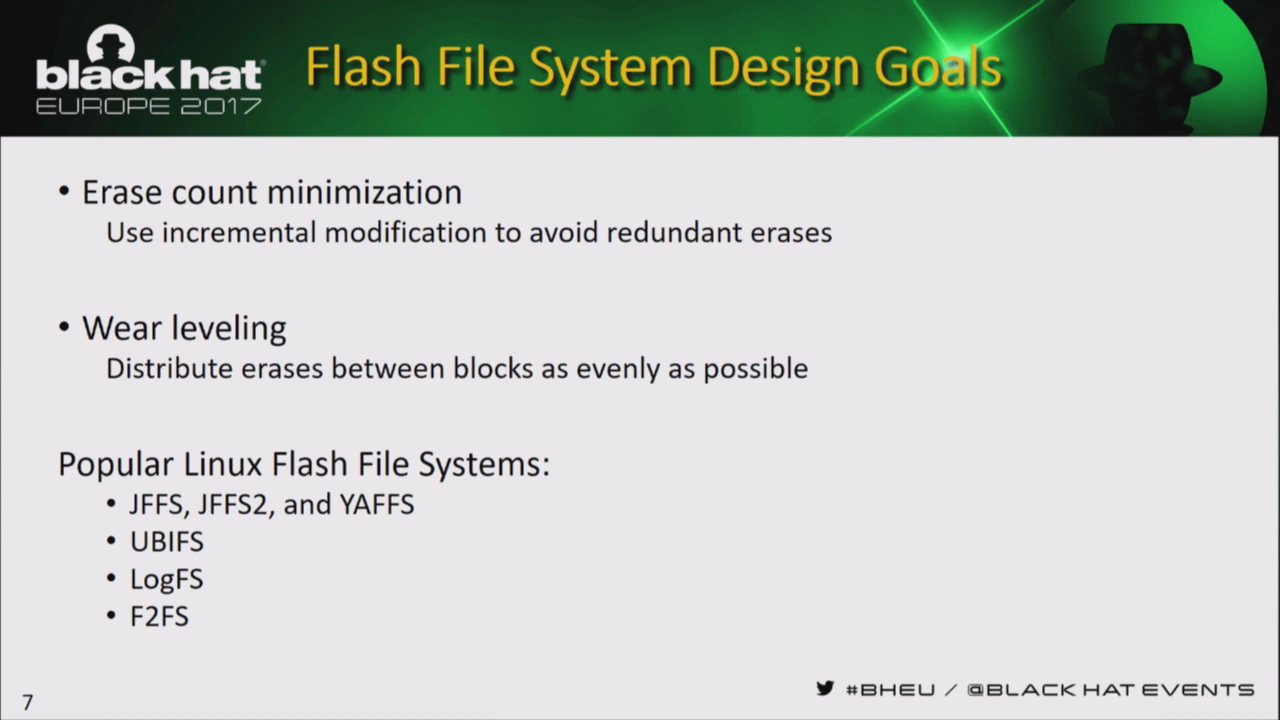 black hat
EUROPE 2017
Flash File System Design Goals
• Erase count minimization
Use incremental modification to avoid redundant erases
• Wear leveling
Distribute erases between blocks as evenly as possible
Popular Linux Flash File Systems:
• JFFS, JFFS2, and YAFFS
• UBIFS
• LogFS
• F2FS
7
#BHEU / @BLACK HAT EVENTS